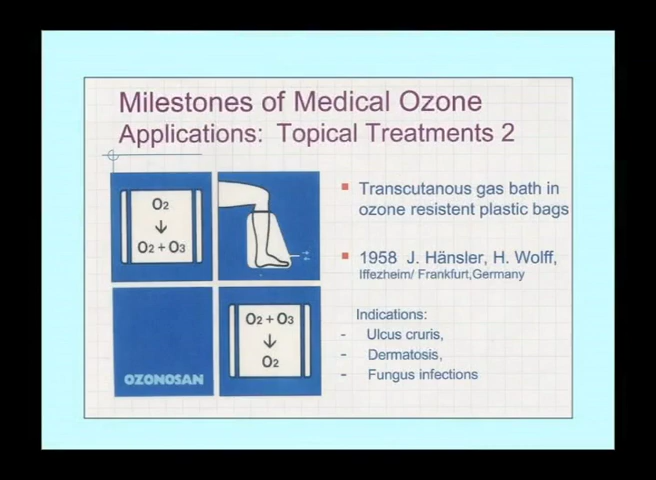 Milestones of Medical Ozone
Applications: Topical Treatments 2
O2
O2 + O3
OZONOSAN
O2 + O3
O2
Transcutanous gas bath in
ozone resistent plastic bags
1958 J. Hänsler, H. Wolff,
Iffezheim/ Frankfurt,Germany
Indications:
- Ulcus cruris,
- Dermatosis,
- Fungus infections